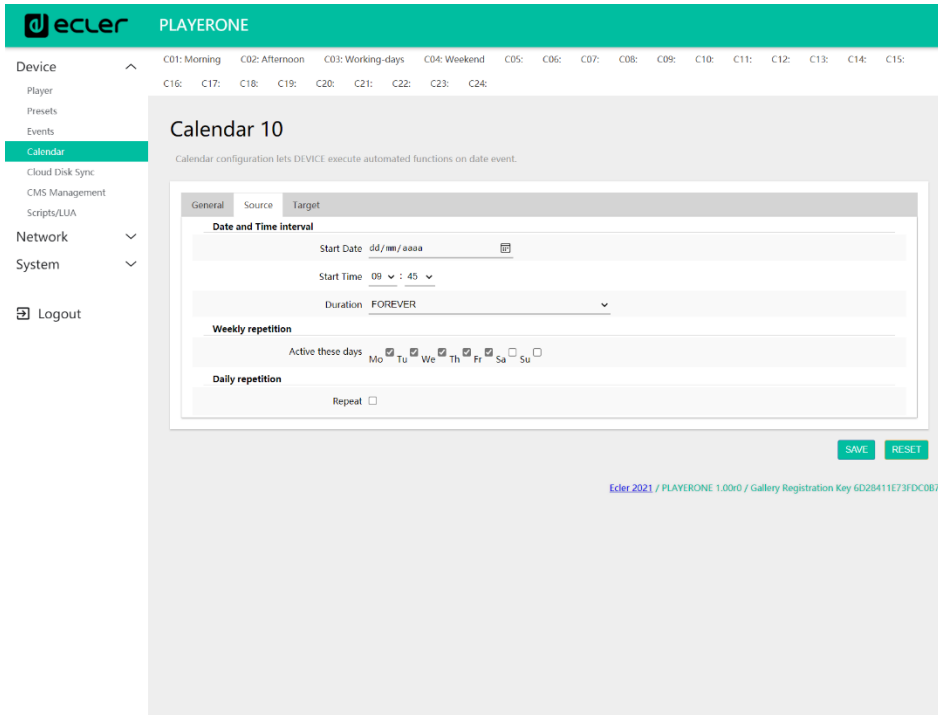 ecler PLAYERONE
Device
Player
Presets
Events
Calendar
Cloud Disk Sync
CMS Management
Scripts/LUA
Network
System
Logout
C01: Morning C02: Afternoon C03: Working-days C04: Weekend C05: C06: C07: C08: C09: C10: C11: C12: C13: C14: C15:
C16: C17: C18: C19: C20: C21: C22: C23: C24:
Calendar 10
Calendar configuration lets DEVICE execute automated functions on date event.
General Source Target
Date and Time interval
Start Date dd/mm/aaaa
Start Time 09 : 45
Duration FOREVER
Weekly repetition
Active these days Mo Tu We Th Fr Sa Su
Daily repetition
Repeat
SAVE RESET
Ecler 2021 / PLAYERONE 1.00r0 / Gallery Registration Key 6D28411E73FDC0B7